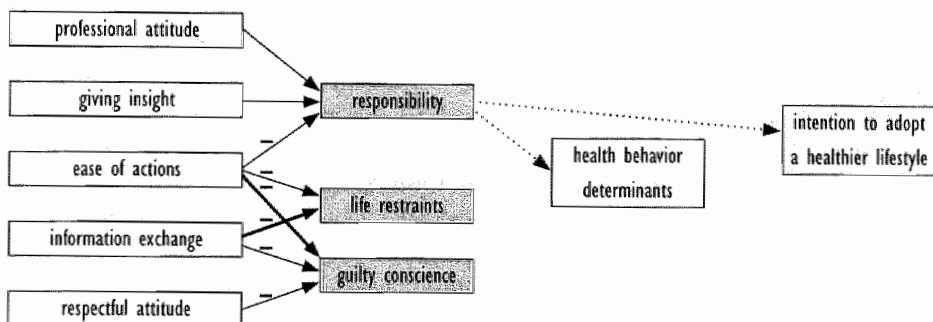 professional attitude
giving insight
ease of actions
information exchange
respectful attitude
responsibility
life restraints
guilty conscience
–
–
–
–
–
–
health behavior
determinants
intention to adopt
a healthier lifestyle